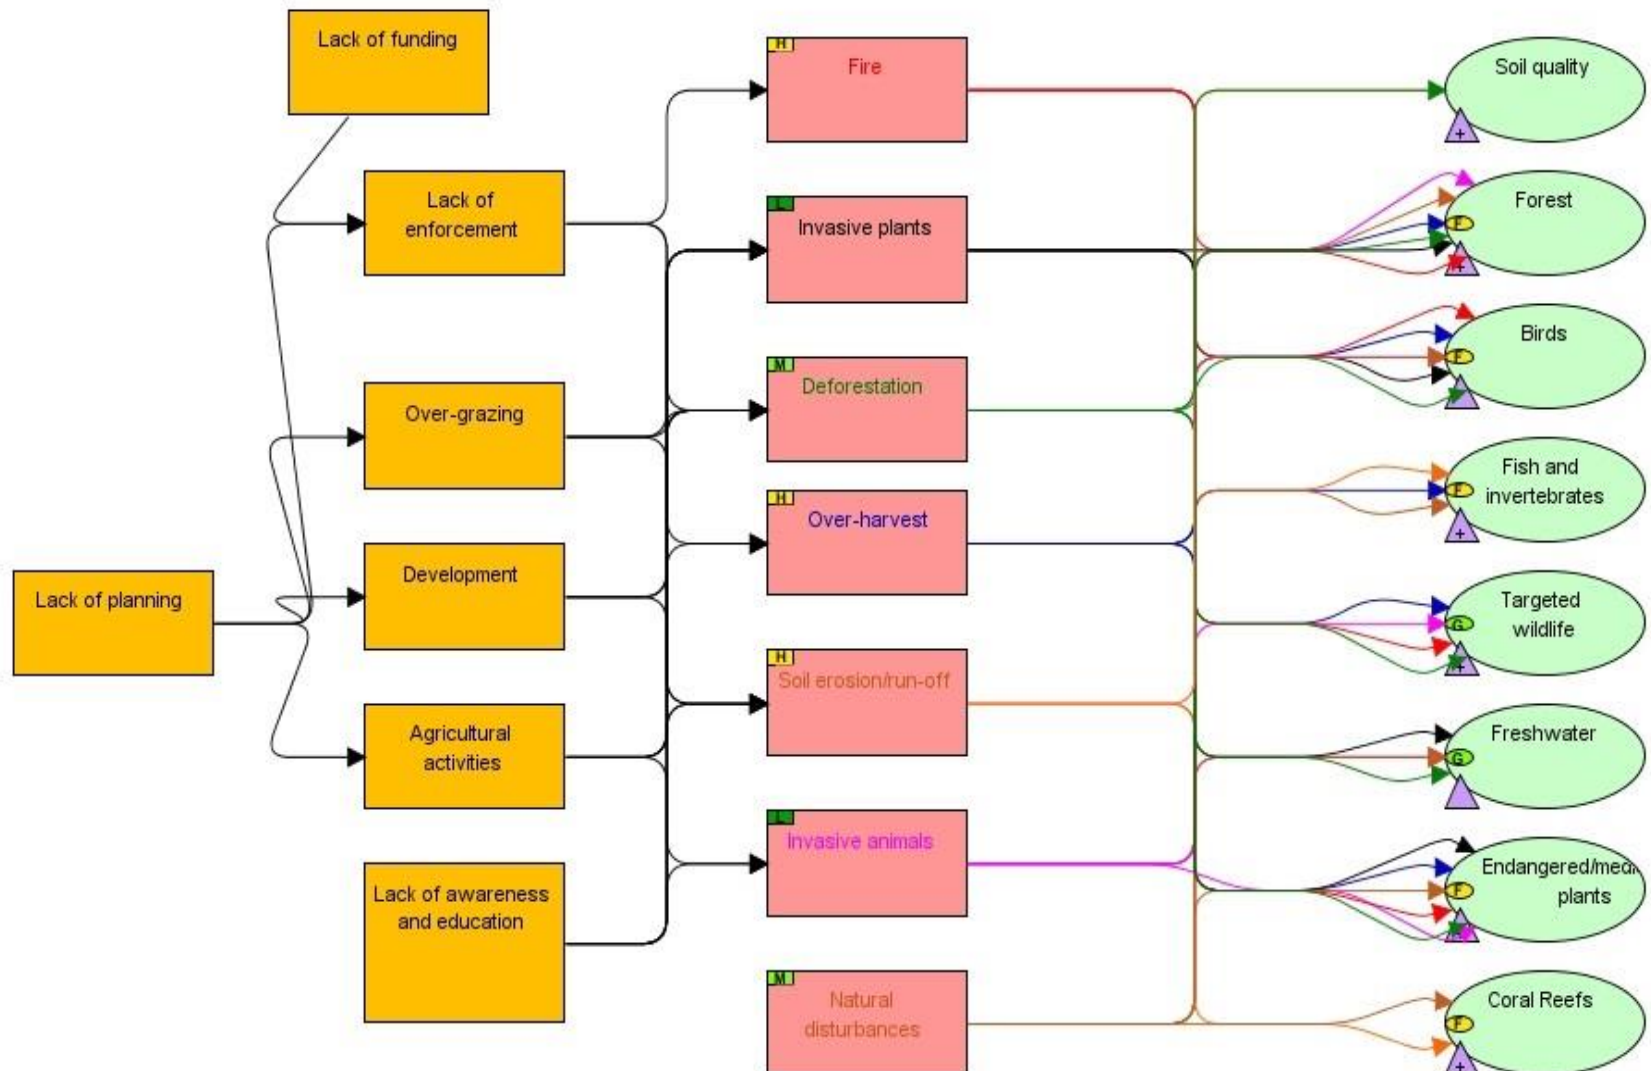 Lack of funding
Lack of
enforcement
Over-grazing
Development
Lack of planning
Agricultural
activities
Lack of awareness
and education
H
Fire
L
Invasive plants
M
Deforestation
H
Over-harvest
H
Soil erosion/run-off
L
Invasive animals
M
Natural
disturbances
Soil quality
+
Forest
F
+
Birds
F
Fish and
invertebrates
F
+
Targeted
wildlife
G
+
Freshwater
G
Endangered/med
plants
F
Coral Reefs
F
+